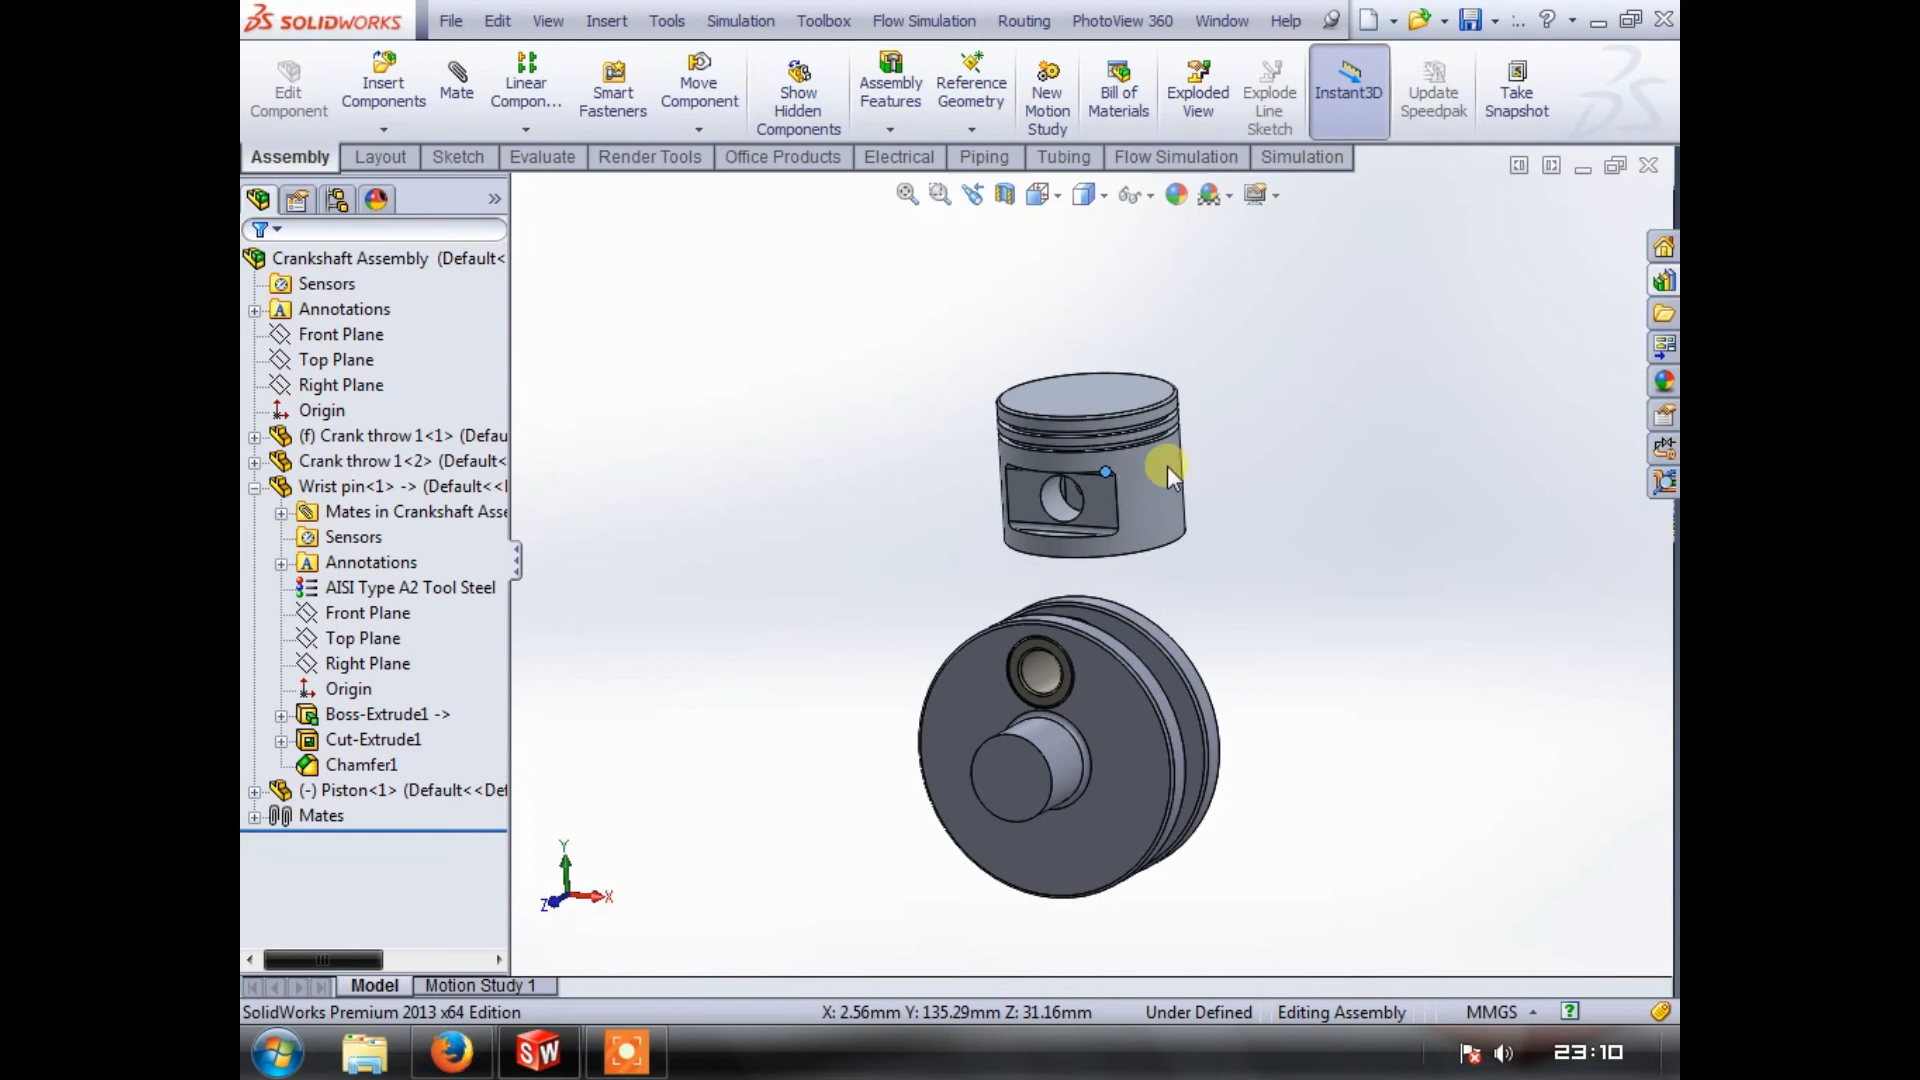 SOLIDWORKS File Edit View Insert Tools Simulation Toolbox Flow Simulation Routing PhotoView 360 Window Help
Edit Component
Insert Components
Mate
Linear Compon...
Smart Fasteners
Move Component
Show Hidden Components
Assembly Features
Reference Geometry
New Motion Study
Bill of Materials
Exploded View
Explode Line Sketch
Instant3D
Update Speedpak
Take Snapshot
Assembly Layout Sketch Evaluate Render Tools Office Products Electrical Piping Tubing Flow Simulation Simulation
Crankshaft Assembly (Default<
Sensors
Annotations
Front Plane
Top Plane
Right Plane
Origin
(f) Crank throw 1<1> (Defau
Crank throw 1<2> (Default<
Wrist pin<1> -> (Default<<
Mates in Crankshaft Asse
Sensors
Annotations
AISI Type A2 Tool Steel
Front Plane
Top Plane
Right Plane
Origin
Boss-Extrude1 ->
Cut-Extrude1
Chamfer1
(-) Piston<1> (Default<<Def
Mates
Y
X
Z
Model Motion Study 1
SolidWorks Premium 2013 x64 Edition X: 2.56mm Y: 135.29mm Z: 31.16mm Under Defined Editing Assembly MMGS
SW
23:10